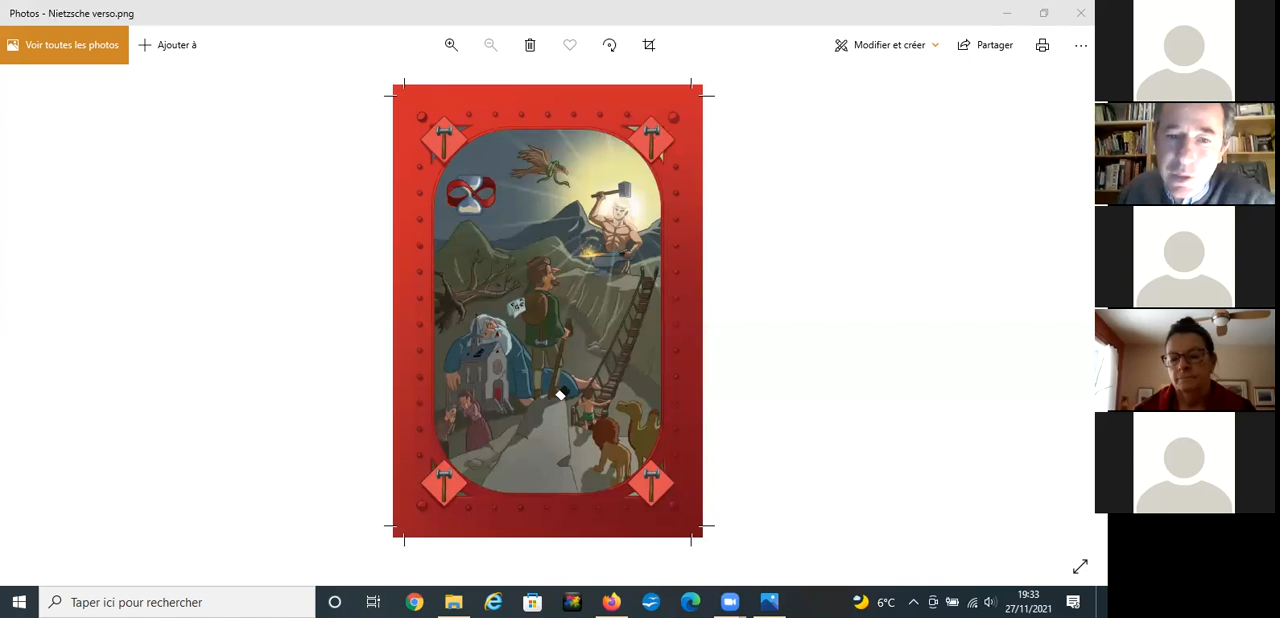 Photos - Nietzsche verso.png
Voir toutes les photos
Ajouter à
Modifier et créer
Partager
Taper ici pour rechercher
6°C
19:33
27/11/2021